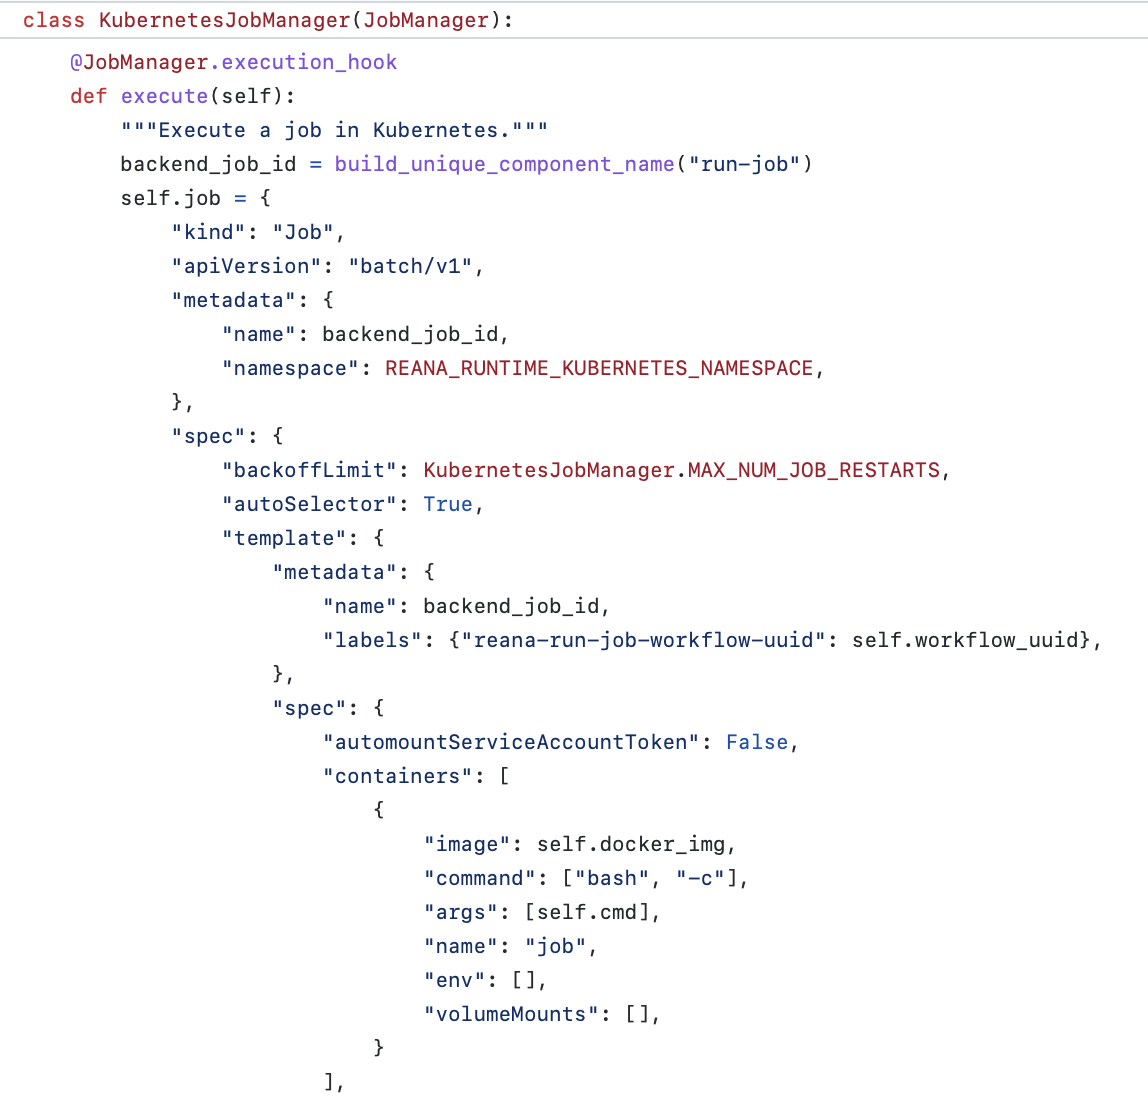 class KubernetesJobManager(JobManager):
    @JobManager.execution_hook
    def execute(self):
        """Execute a job in Kubernetes."""
        backend_job_id = build_unique_component_name("run-job")
        self.job = {
            "kind": "Job",
            "apiVersion": "batch/v1",
            "metadata": {
                "name": backend_job_id,
                "namespace": REANA_RUNTIME_KUBERNETES_NAMESPACE,
            },
            "spec": {
                "backoffLimit": KubernetesJobManager.MAX_NUM_JOB_RESTARTS,
                "autoSelector": True,
                "template": {
                    "metadata": {
                        "name": backend_job_id,
                        "labels": {"reana-run-job-workflow-uuid": self.workflow_uuid},
                    },
                    "spec": {
                        "automountServiceAccountToken": False,
                        "containers": [
                            {
                                "image": self.docker_img,
                                "command": ["bash", "-c"],
                                "args": [self.cmd],
                                "name": "job",
                                "env": [],
                                "volumeMounts": [],
                            }
                        ],